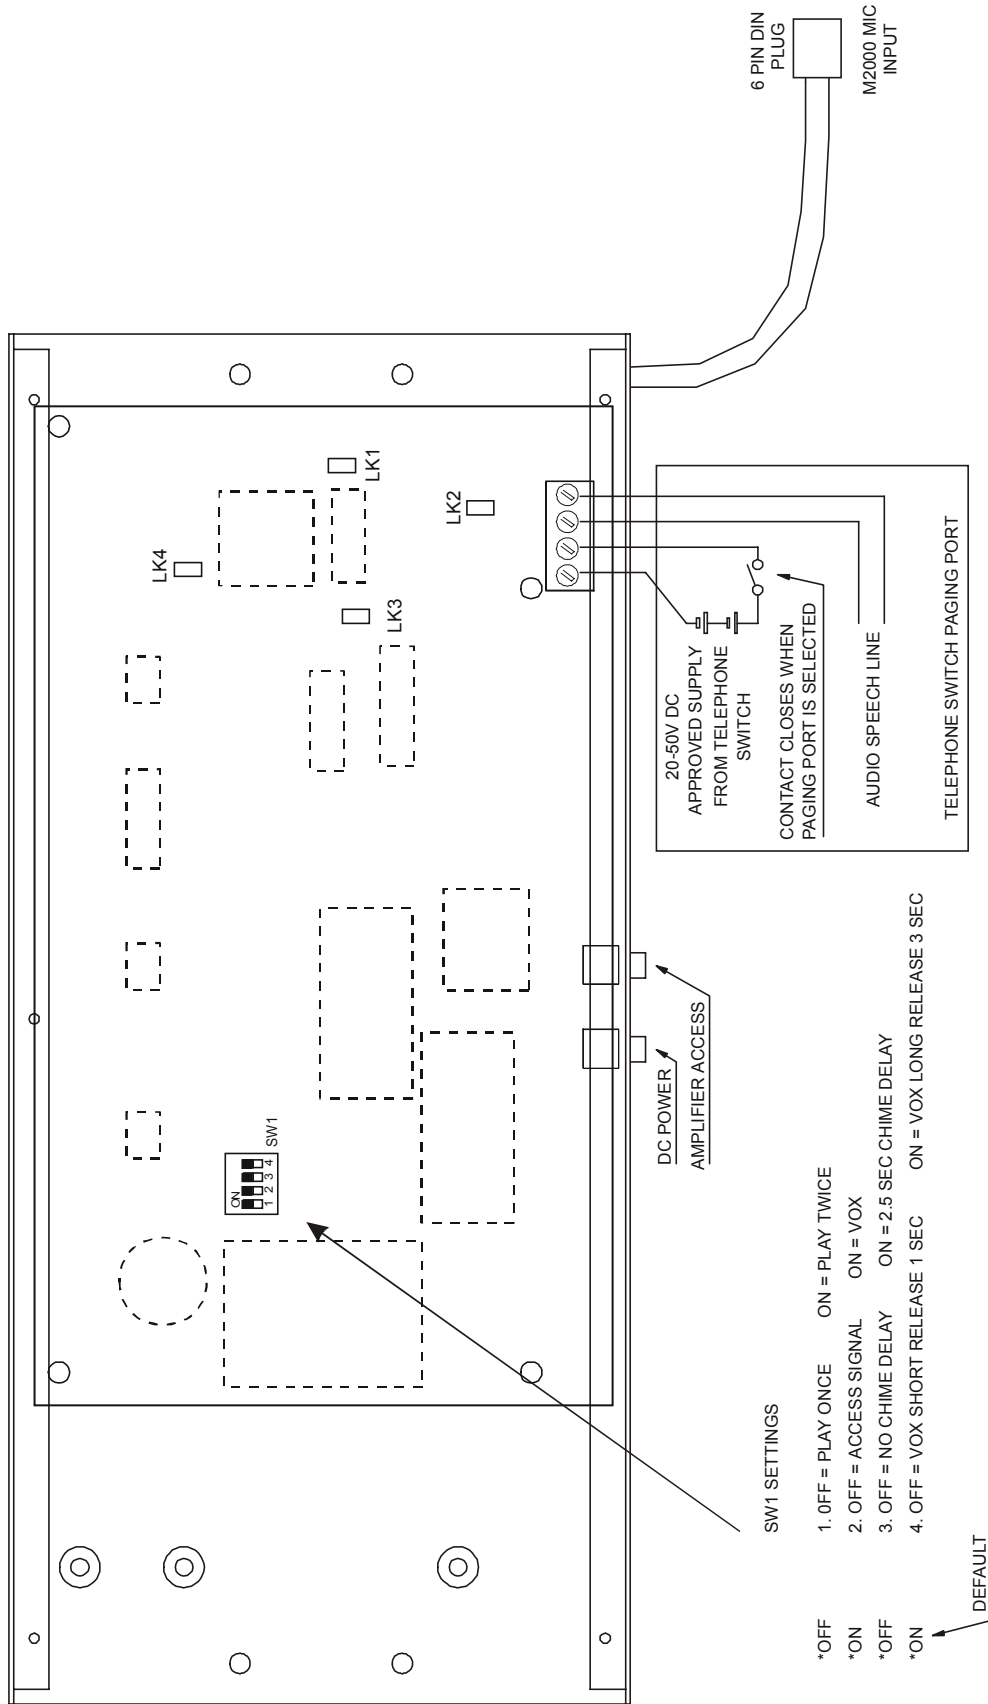 6 PIN DIN
PLUG
M2000 MIC
INPUT
LK4
LK1
LK3
LK2
ON
1 2 3 4
SW1
20-50V DC
APPROVED SUPPLY
FROM TELEPHONE
SWITCH
CONTACT CLOSES WHEN
PAGING PORT IS SELECTED
AUDIO SPEECH LINE
TELEPHONE SWITCH PAGING PORT
DC POWER
AMPLIFIER ACCESS
SW1 SETTINGS
*OFF 1. 0FF = PLAY ONCE ON = PLAY TWICE
*ON 2. OFF = ACCESS SIGNAL ON = VOX
*OFF 3. OFF = NO CHIME DELAY ON = 2.5 SEC CHIME DELAY
*ON 4. OFF = VOX SHORT RELEASE 1 SEC ON = VOX LONG RELEASE 3 SEC
DEFAULT